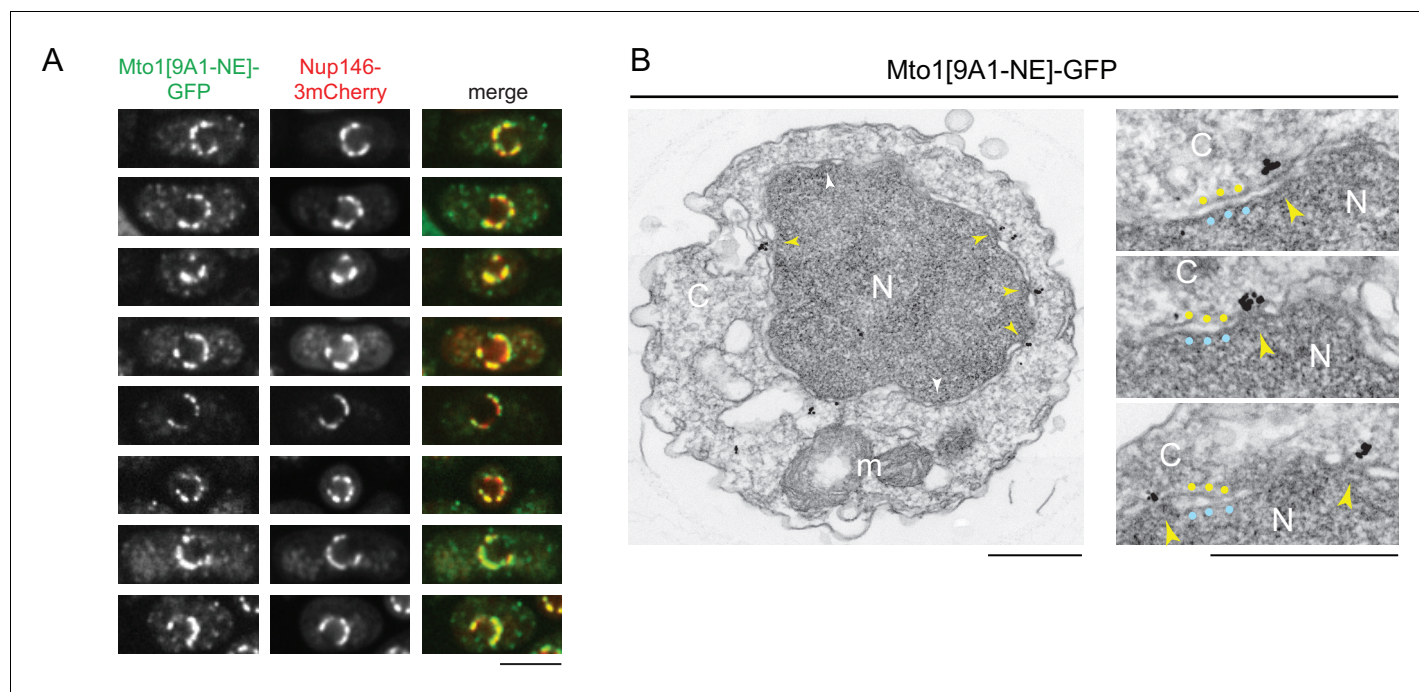 A
Mto1[9A1-NE]-
GFP
Nup146-
3mCherry
merge
B
Mto1[9A1-NE]-GFP
C
N
m
C
N
C
N
C
N